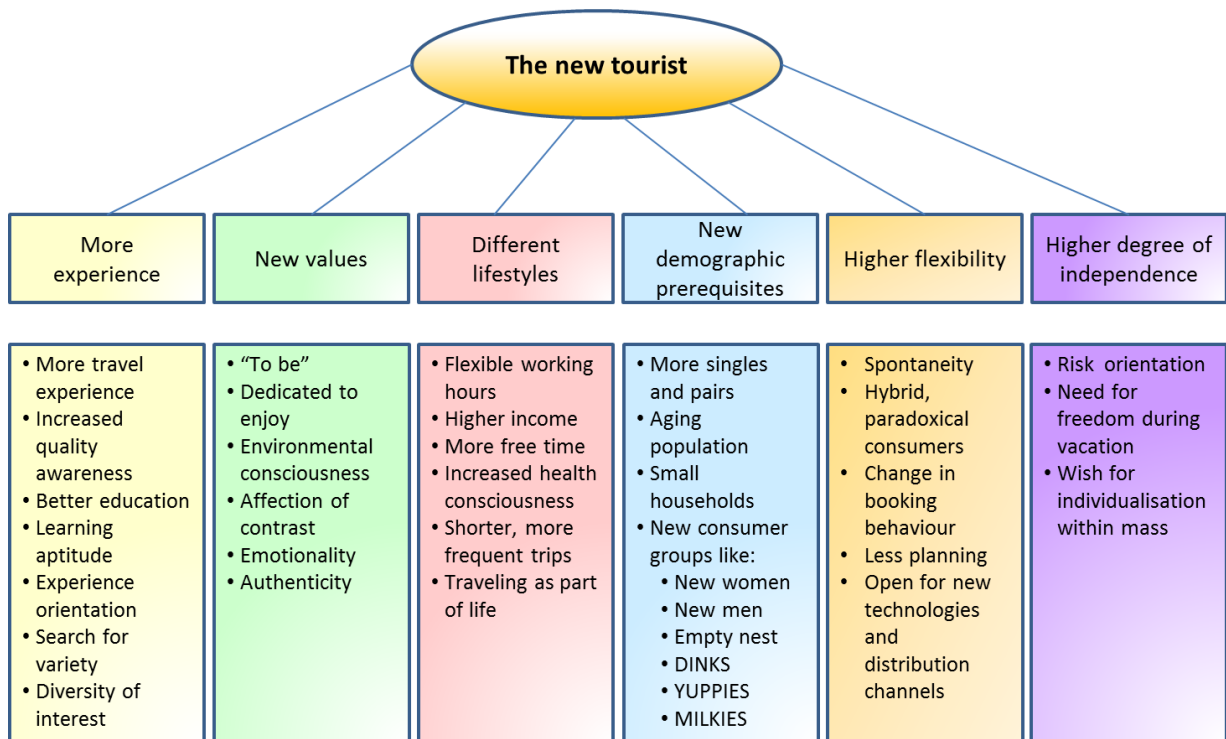 The new tourist
More
experience
New values
Different
lifestyles
New
demographic
prerequisites
Higher flexibility
Higher degree of
independence
• More travel
experience
• Increased
quality
awareness
• Better education
• Learning
aptitude
• Experience
orientation
• Search for
variety
• Diversity of
interest
• “To be”
• Dedicated to
enjoy
• Environmental
consciousness
• Affection of
contrast
• Emotionality
• Authenticity
• Flexible working
hours
• Higher income
• More free time
• Increased health
consciousness
• Shorter, more
frequent trips
• Traveling as part
of life
• More singles
and pairs
• Aging
population
• Small
households
• New consumer
groups like:
• New women
• New men
• Empty nest
• DINKS
• YUPPIES
• MILKIES
• Spontaneity
• Hybrid,
paradoxical
consumers
• Change in
booking
behaviour
• Less planning
• Open for new
technologies
and
distribution
channels
• Risk orientation
• Need for
freedom during
vacation
• Wish for
individualisation
within mass